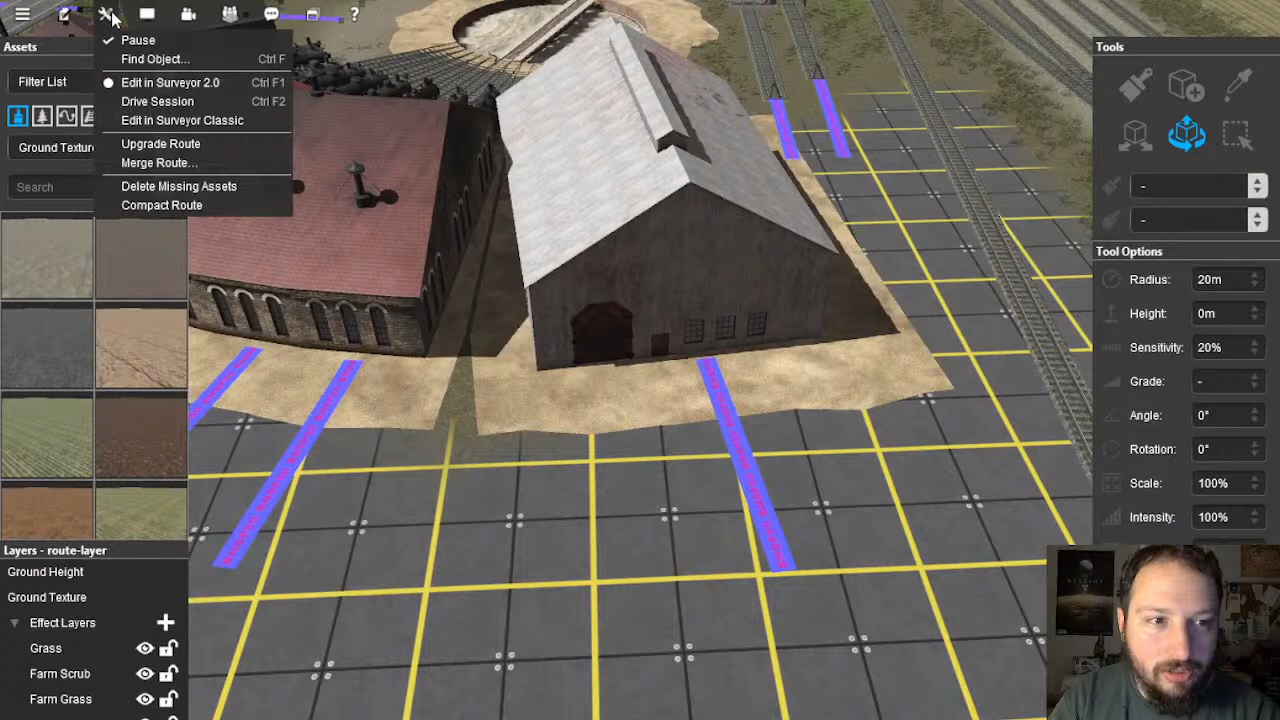 Assets
Filter List
Ground Texture
Search
Pause
Find Object... Ctrl F
Edit in Surveyor 2.0 Ctrl F1
Drive Session Ctrl F2
Edit in Surveyor Classic
Upgrade Route
Merge Route...
Delete Missing Assets
Compact Route
Layers - route-layer
Ground Height
Ground Texture
Effect Layers
Grass
Farm Scrub
Farm Grass
Tools
-
-
Tool Options
Radius: 20m
Height: 0m
Sensitivity: 20%
Grade: -
Angle: 0°
Rotation: 0°
Scale: 100%
Intensity: 100%
DESTINY